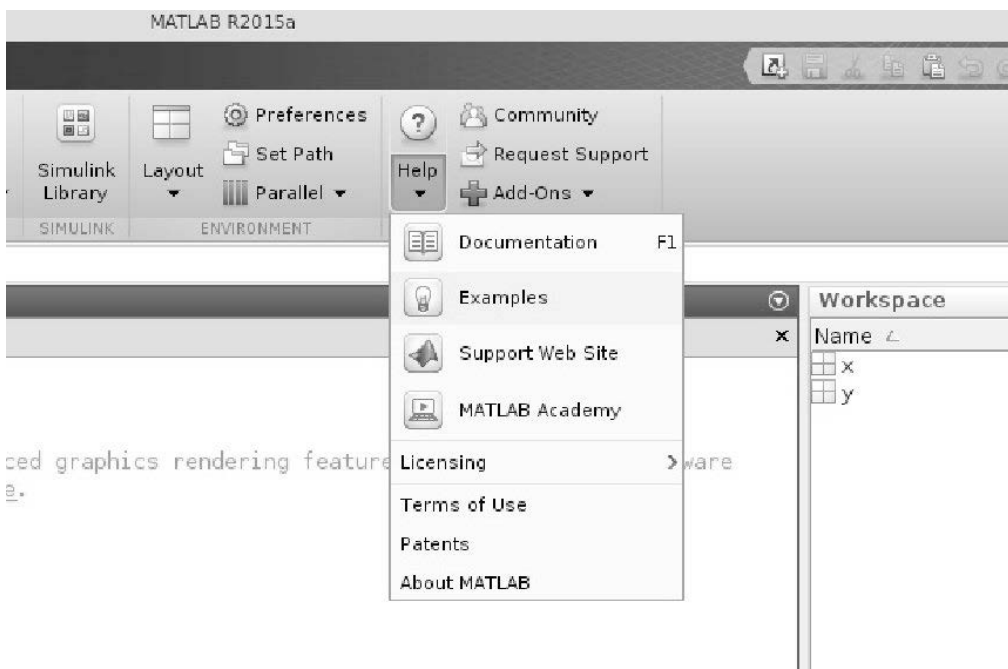 MATLAB R2015a
Preferences
Community
Set Path
Request Support
Simulink
Library
Layout
Help
Parallel
Add-Ons
SIMULINK
ENVIRONMENT
Documentation F1
Examples
Support Web Site
MATLAB Academy
Licensing
Terms of Use
Patents
About MATLAB
Workspace
Name
x
y
ced graphics rendering feature ware
e.